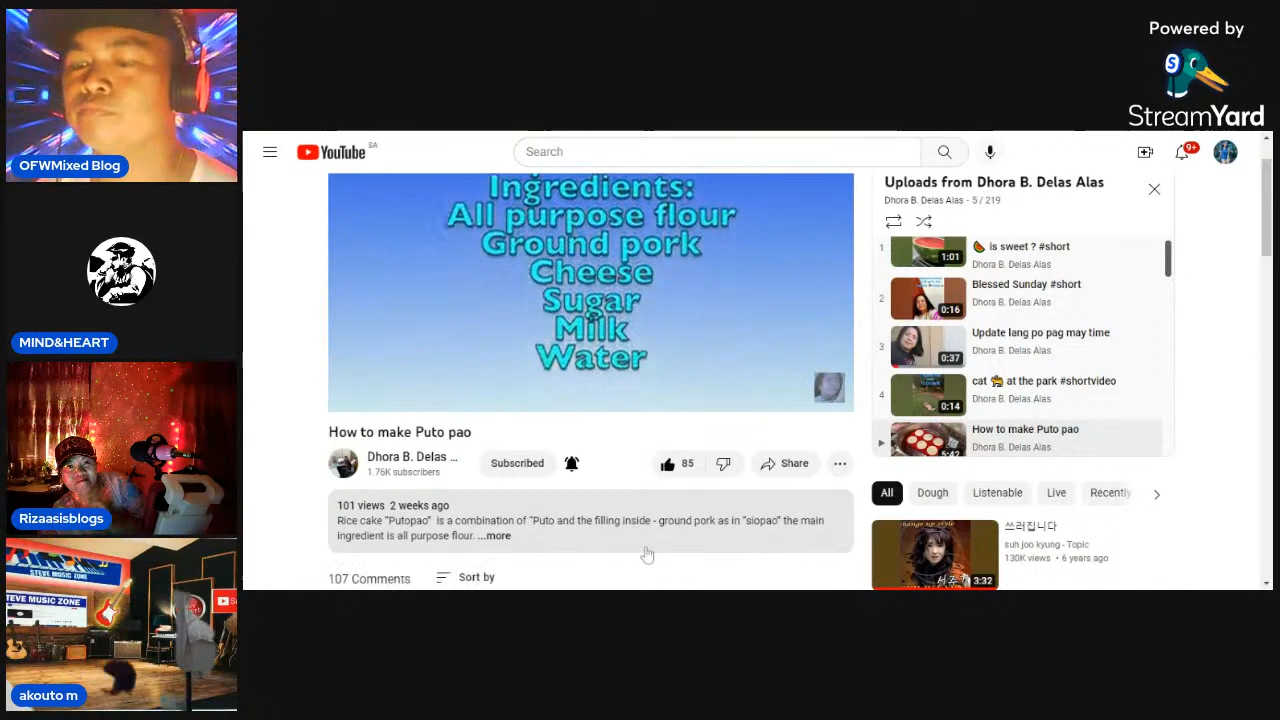 Powered by
S
StreamYard
OFWMixed Blog
MIND&HEART
Rizaasisblogs
STEVE MUSIC ZONE
STEVE MUSIC ZONE
akouto m
YouTube SA
Search
9+
Ingredients:
All purpose flour
Ground pork
Cheese
Sugar
Milk
Water
How to make Puto pao
Dhora B. Delas ...
1.76K subscribers
Subscribed
85
Share
101 views 2 weeks ago
Rice cake "Putopao" is a combination of "Puto and the filling inside - ground pork as in "siopao" the main
ingredient is all purpose flour. ...more
107 Comments
Sort by
Uploads from Dhora B. Delas Alas
Dhora B. Delas Alas - 5 / 219
1
1:01
🍉 is sweet ? #short
Dhora B. Delas Alas
2
0:16
Blessed Sunday #short
Dhora B. Delas Alas
3
0:37
Update lang po pag may time
Dhora B. Delas Alas
4
0:14
cat 🐈 at the park #shortvideo
Dhora B. Delas Alas
5:42
How to make Puto pao
Dhora B. Delas Alas
All
Dough
Listenable
Live
Recently
3:32
쓰러집니다
suh joo kyung - Topic
130K views • 6 years ago